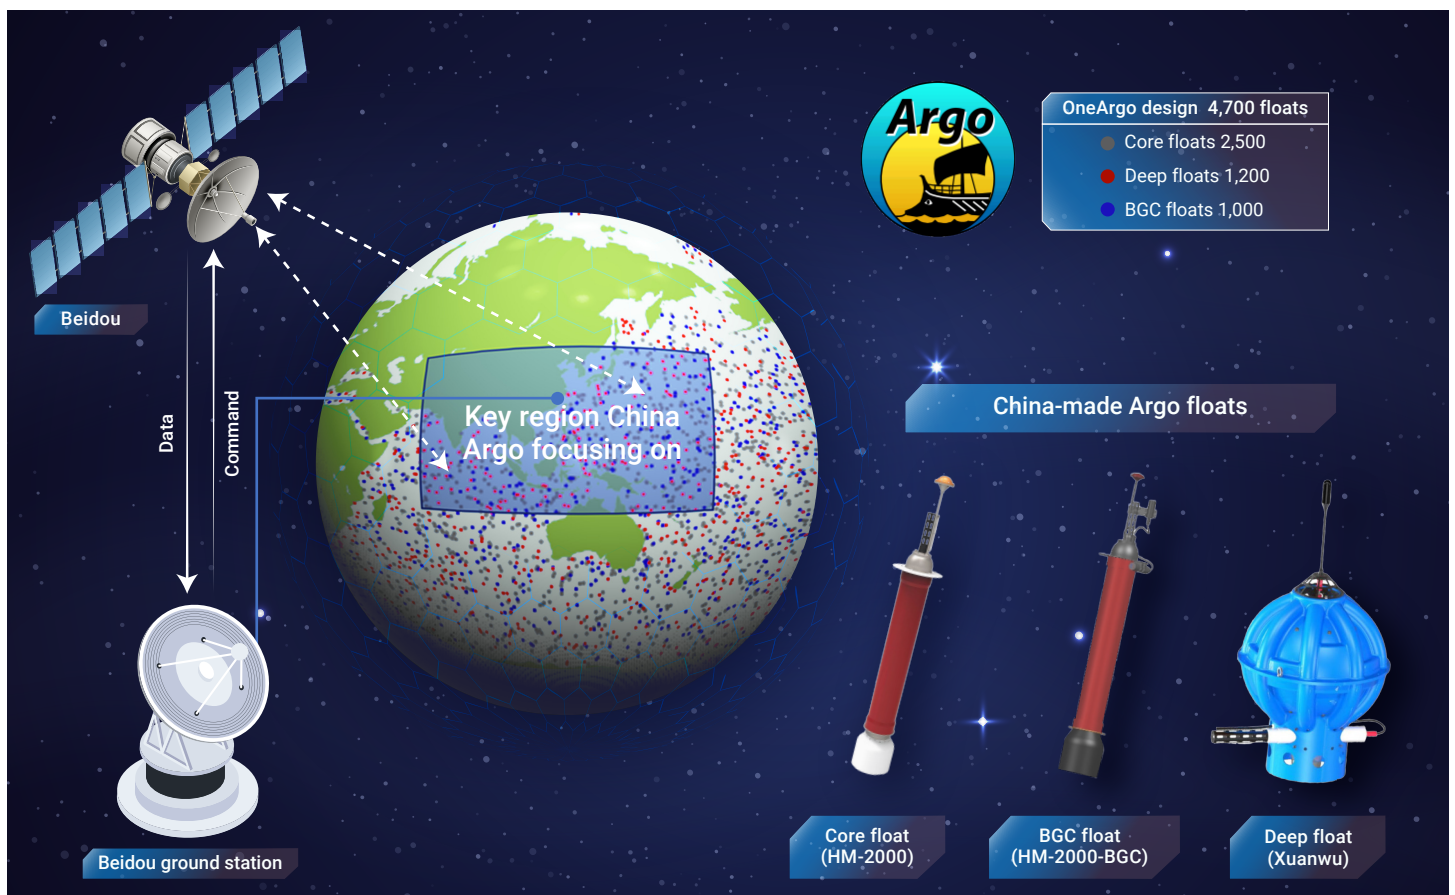 Argo
OneArgo design 4,700 floats
Core floats 2,500
Deep floats 1,200
BGC floats 1,000
Beidou
Data
Command
Key region China
Argo focusing on
China-made Argo floats
Core float
(HM-2000)
BGC float
(HM-2000-BGC)
Deep float
(Xuanwu)
Beidou ground station